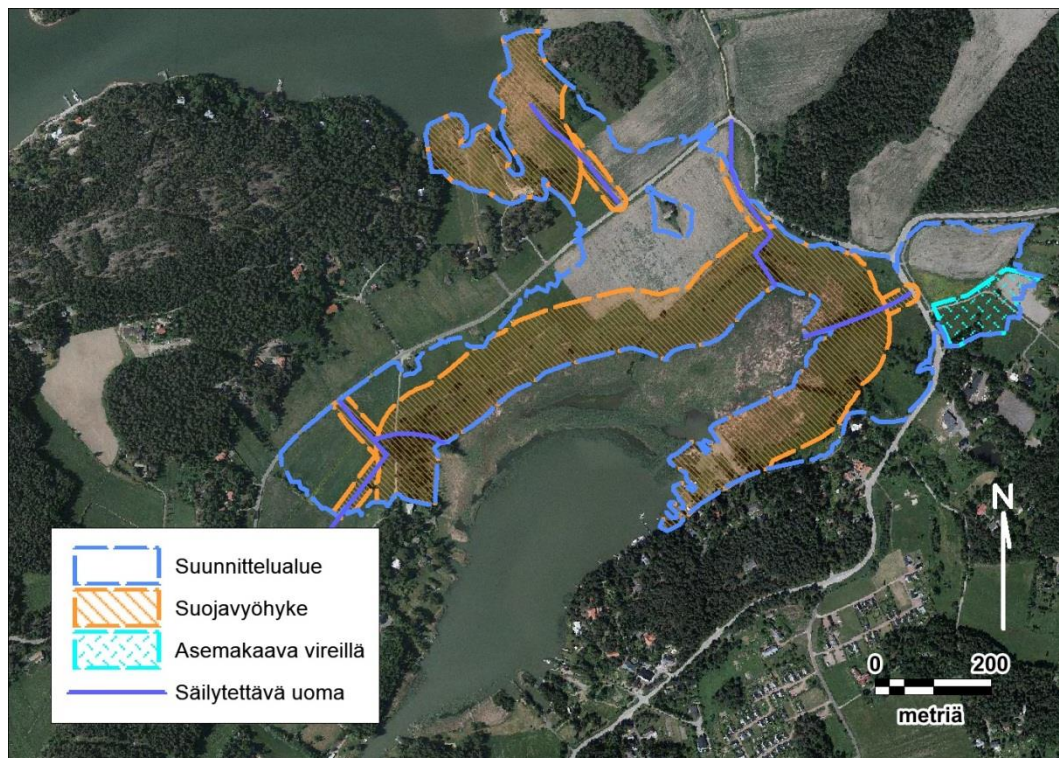 N
Suunnittelualue
Suojavyöhyke
Asemakaava vireillä
Säilytettävä uoma
0 200
metriä